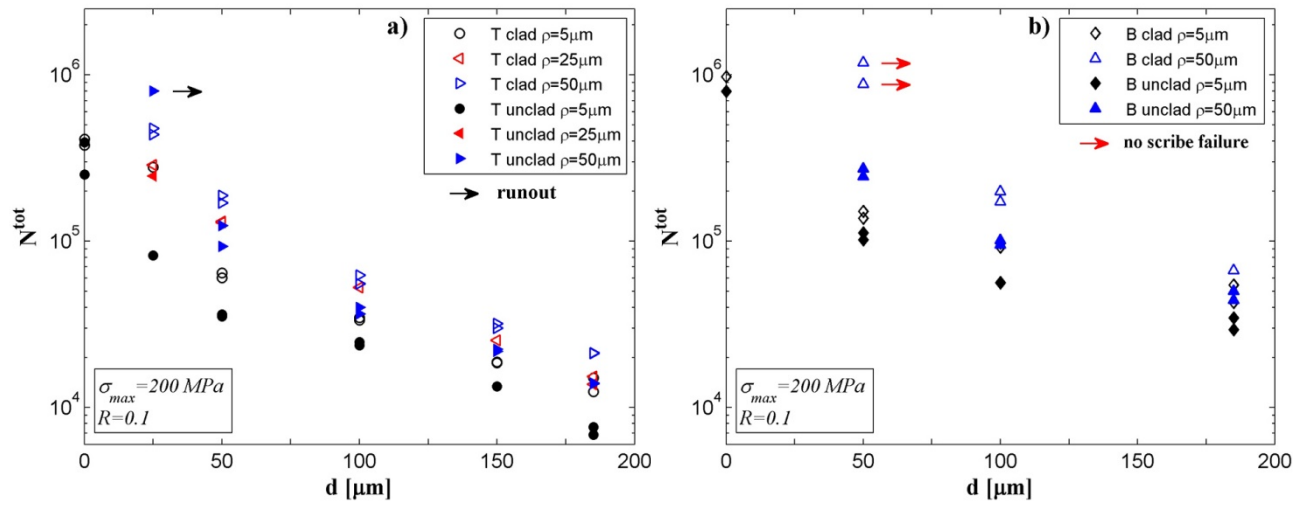 a)
T clad ρ=5μm
T clad ρ=25μm
T clad ρ=50μm
T unclad ρ=5μm
T unclad ρ=25μm
T unclad ρ=50μm
runout
10^6
10^5
10^4
N^tot
σ_max=200 MPa
R=0.1
0 50 100 150 200
d [μm]
b)
B clad ρ=5μm
B clad ρ=50μm
B unclad ρ=5μm
B unclad ρ=50μm
no scribe failure
10^6
10^5
10^4
N^tot
σ_max=200 MPa
R=0.1
0 50 100 150 200
d [μm]